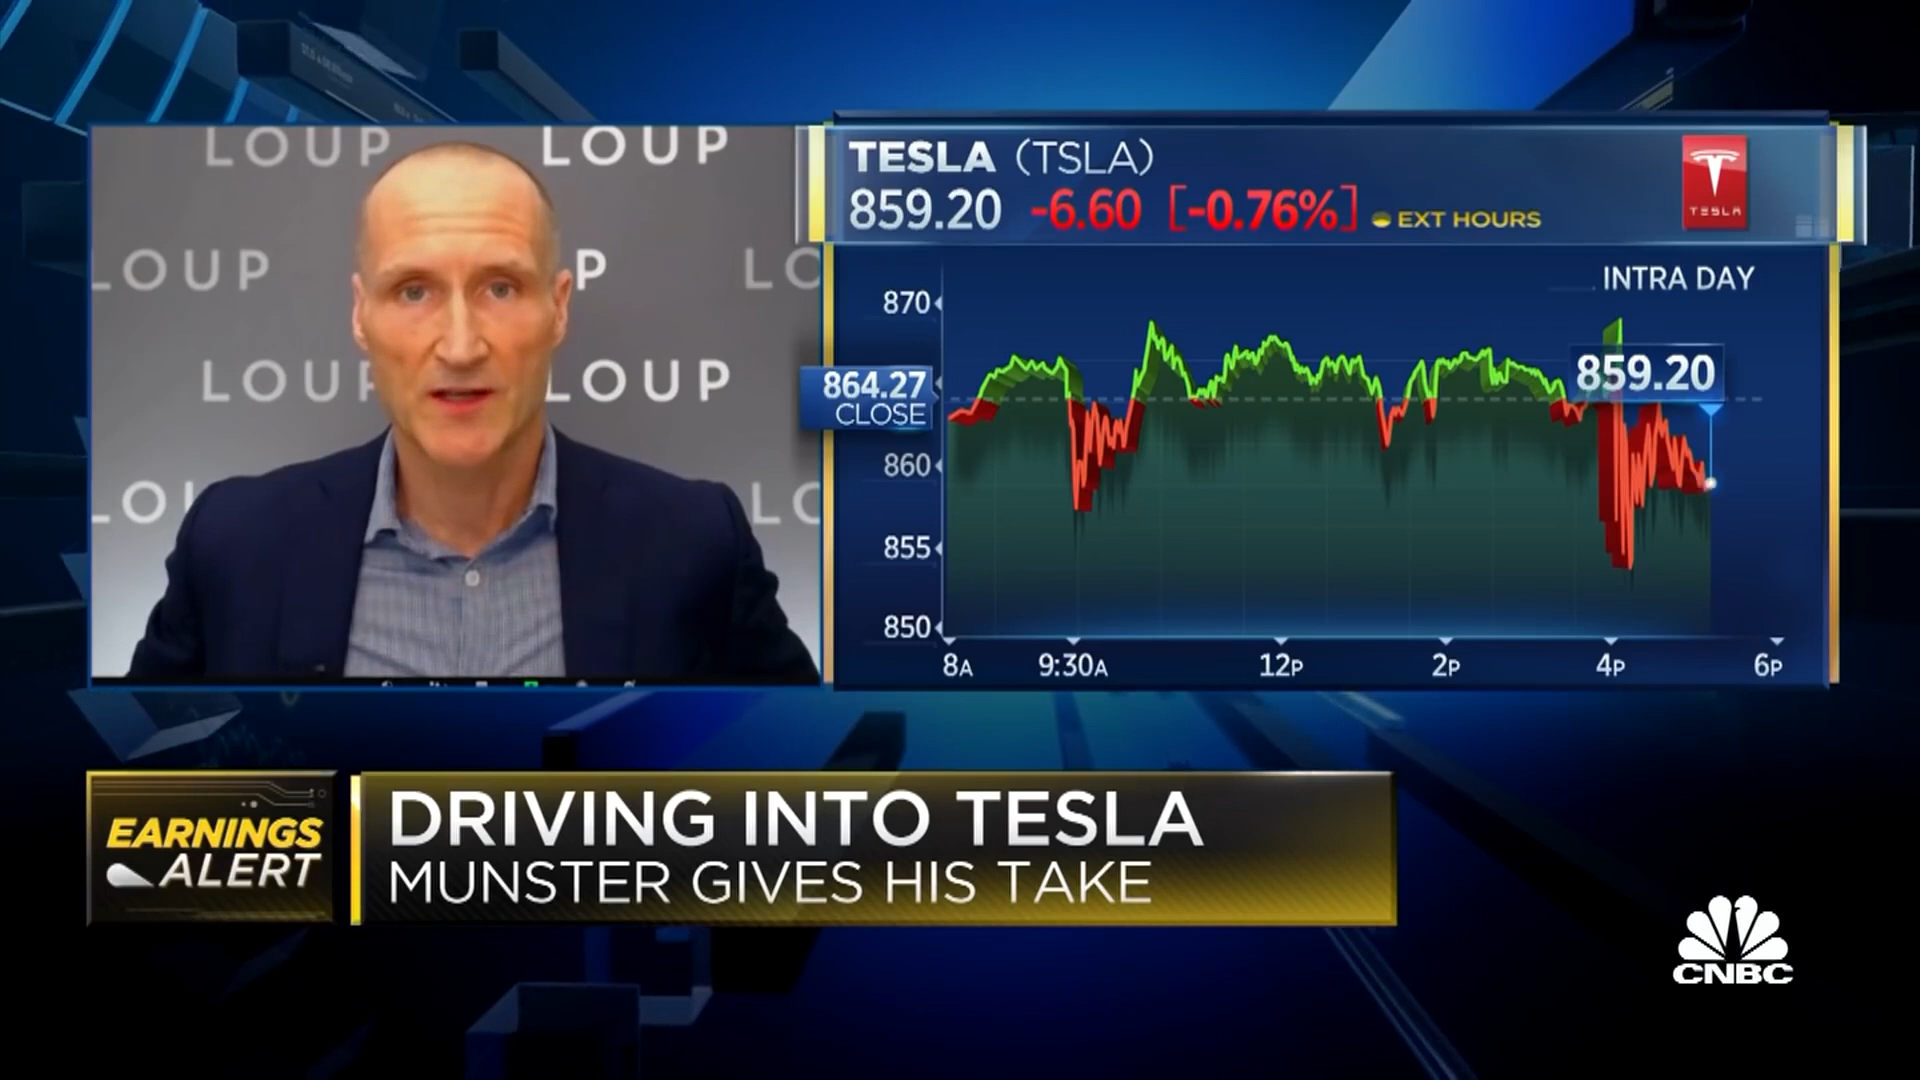 LOUP LOUP
LOUP P LO
LOUP LOUP
LOU LO
TESLA (TSLA)
859.20 -6.60 [-0.76%] EXT HOURS
TESLA
INTRA DAY
870
864.27
CLOSE
859.20
860
855
850
8A 9:30A 12P 2P 4P 6P
EARNINGS
ALERT
DRIVING INTO TESLA
MUNSTER GIVES HIS TAKE
CNBC